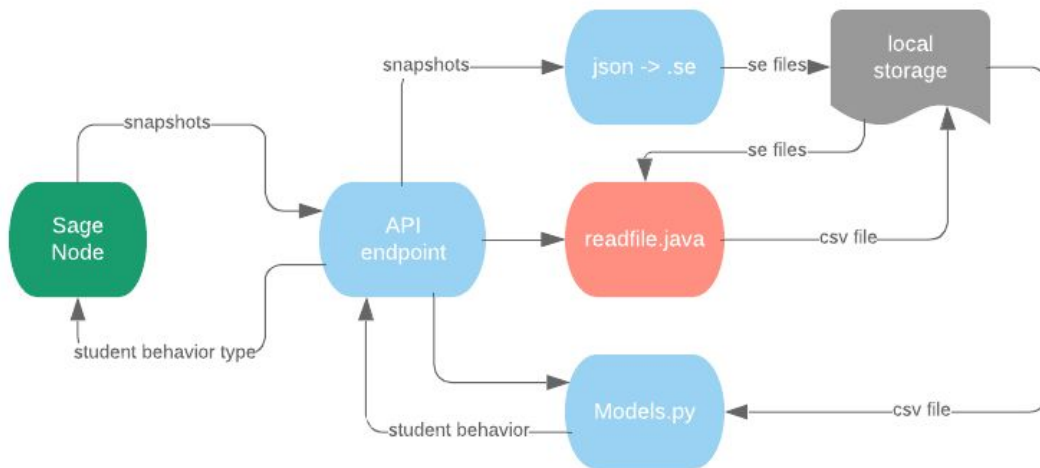 local
storage
snapshots
json -> .se
se files
snapshots
se files
Sage
Node
API
endpoint
readfile.java
csv file
student behavior type
Models.py
csv file
student behavior